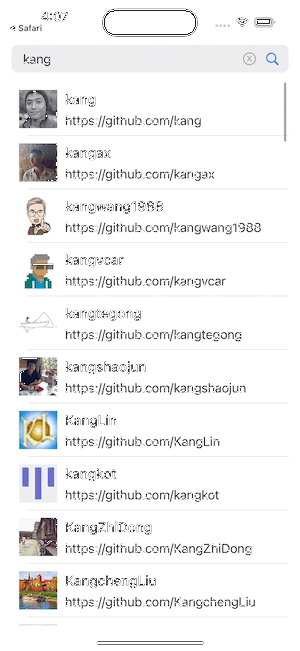 4:07
Safari
kang
kang
https://github.com/kang
kangax
https://github.com/kangax
kangwang1988
https://github.com/kangwang1988
kangvcar
https://github.com/kangvcar
kangtegong
https://github.com/kangtegong
kangshaojun
https://github.com/kangshaojun
KangLin
https://github.com/KangLin
kangkot
https://github.com/kangkot
KangZhiDong
https://github.com/KangZhiDong
KangchengLiu
https://github.com/KangchengLiu